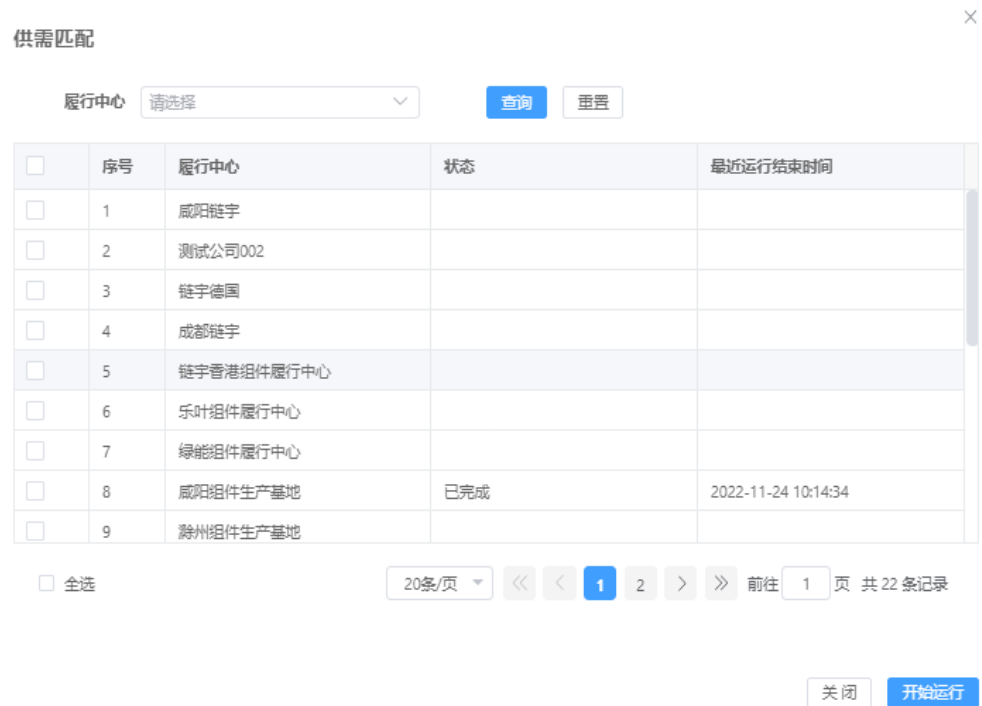 供需匹配
履行中心 请选择 查询 重置
序号 履行中心 状态 最近运行结束时间
1 咸阳链宇
2 测试公司002
3 链宇德国
4 成都链宇
5 链宇香港组件履行中心
6 乐叶组件履行中心
7 绿能组件履行中心
8 咸阳组件生产基地 已完成 2022-11-24 10:14:34
9 滁州组件生产基地
全选 20条/页 1 2 前往 1 页 共 22 条记录
关闭 开始运行